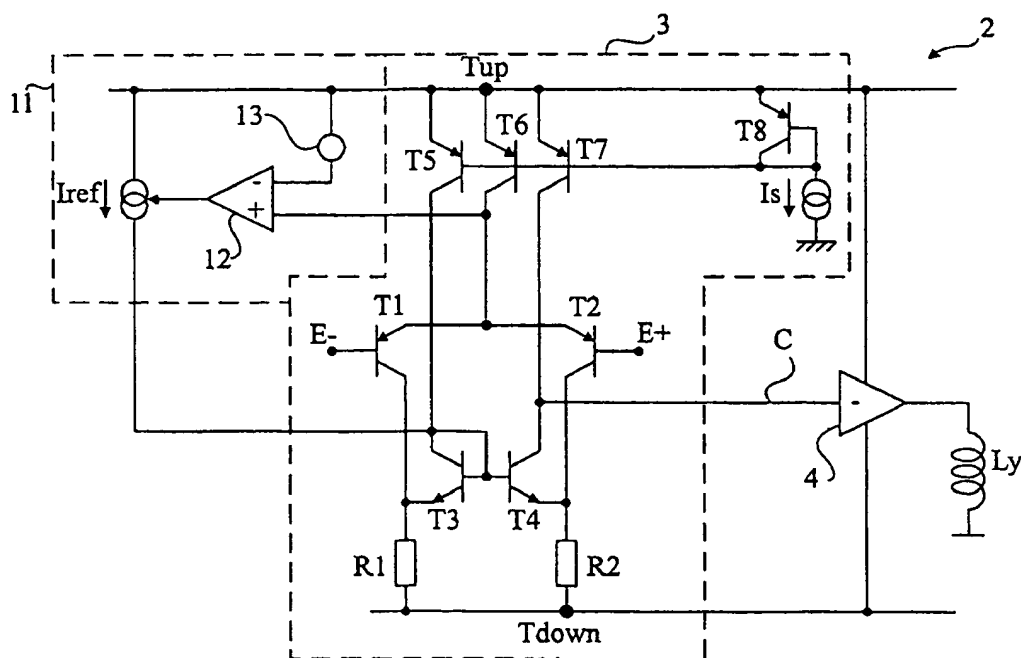 3
2
Tup
11
13
T5
T6
T7
T8
Iref
-
+
12
Is
T1
T2
E-
E+
C
-
4
Ly
T3
T4
R1
R2
Tdown